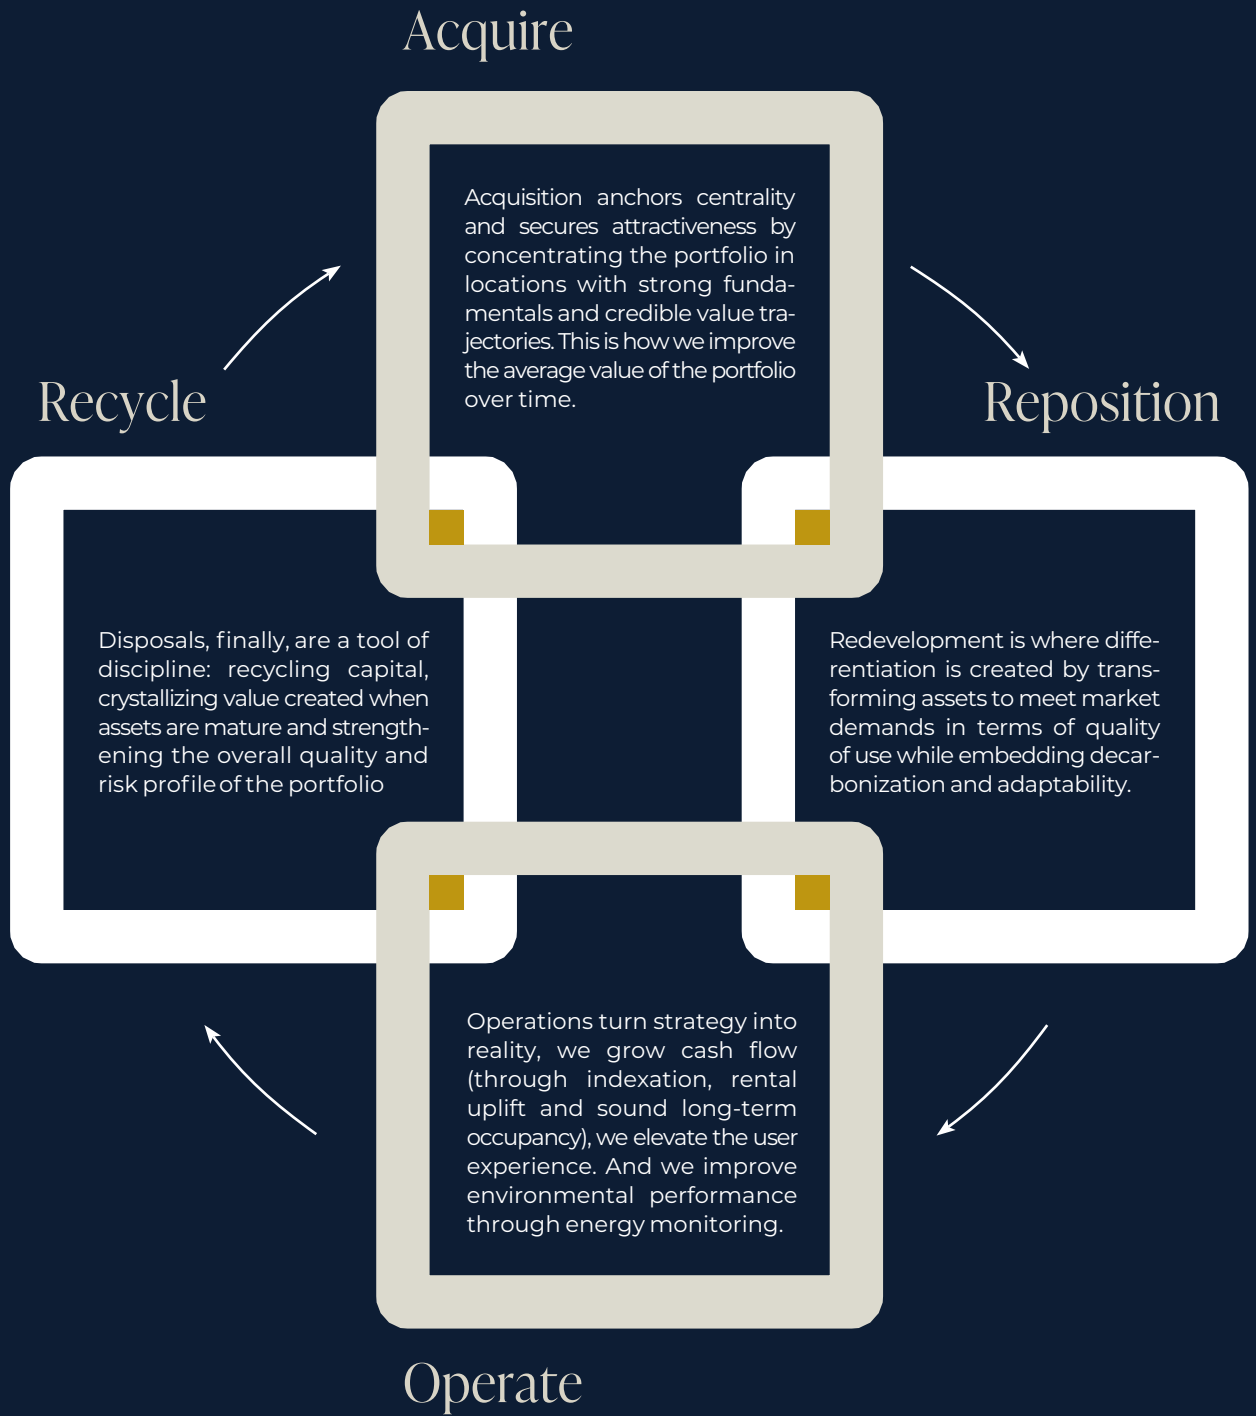 Acquire
Acquisition anchors centrality
and secures attractiveness by
concentrating the portfolio in
locations with strong funda-
mentals and credible value tra-
jectories. This is how we improve
the average value of the portfolio
over time.
Recycle
Reposition
Disposals, finally, are a tool of
discipline: recycling capital,
crystallizing value created when
assets are mature and strength-
ening the overall quality and
risk profile of the portfolio
Redevelopment is where diffe-
rentiation is created by trans-
forming assets to meet market
demands in terms of quality
of use while embedding decar-
bonization and adaptability.
Operations turn strategy into
reality, we grow cash flow
(through indexation, rental
uplift and sound long-term
occupancy), we elevate the user
experience. And we improve
environmental performance
through energy monitoring.
Operate